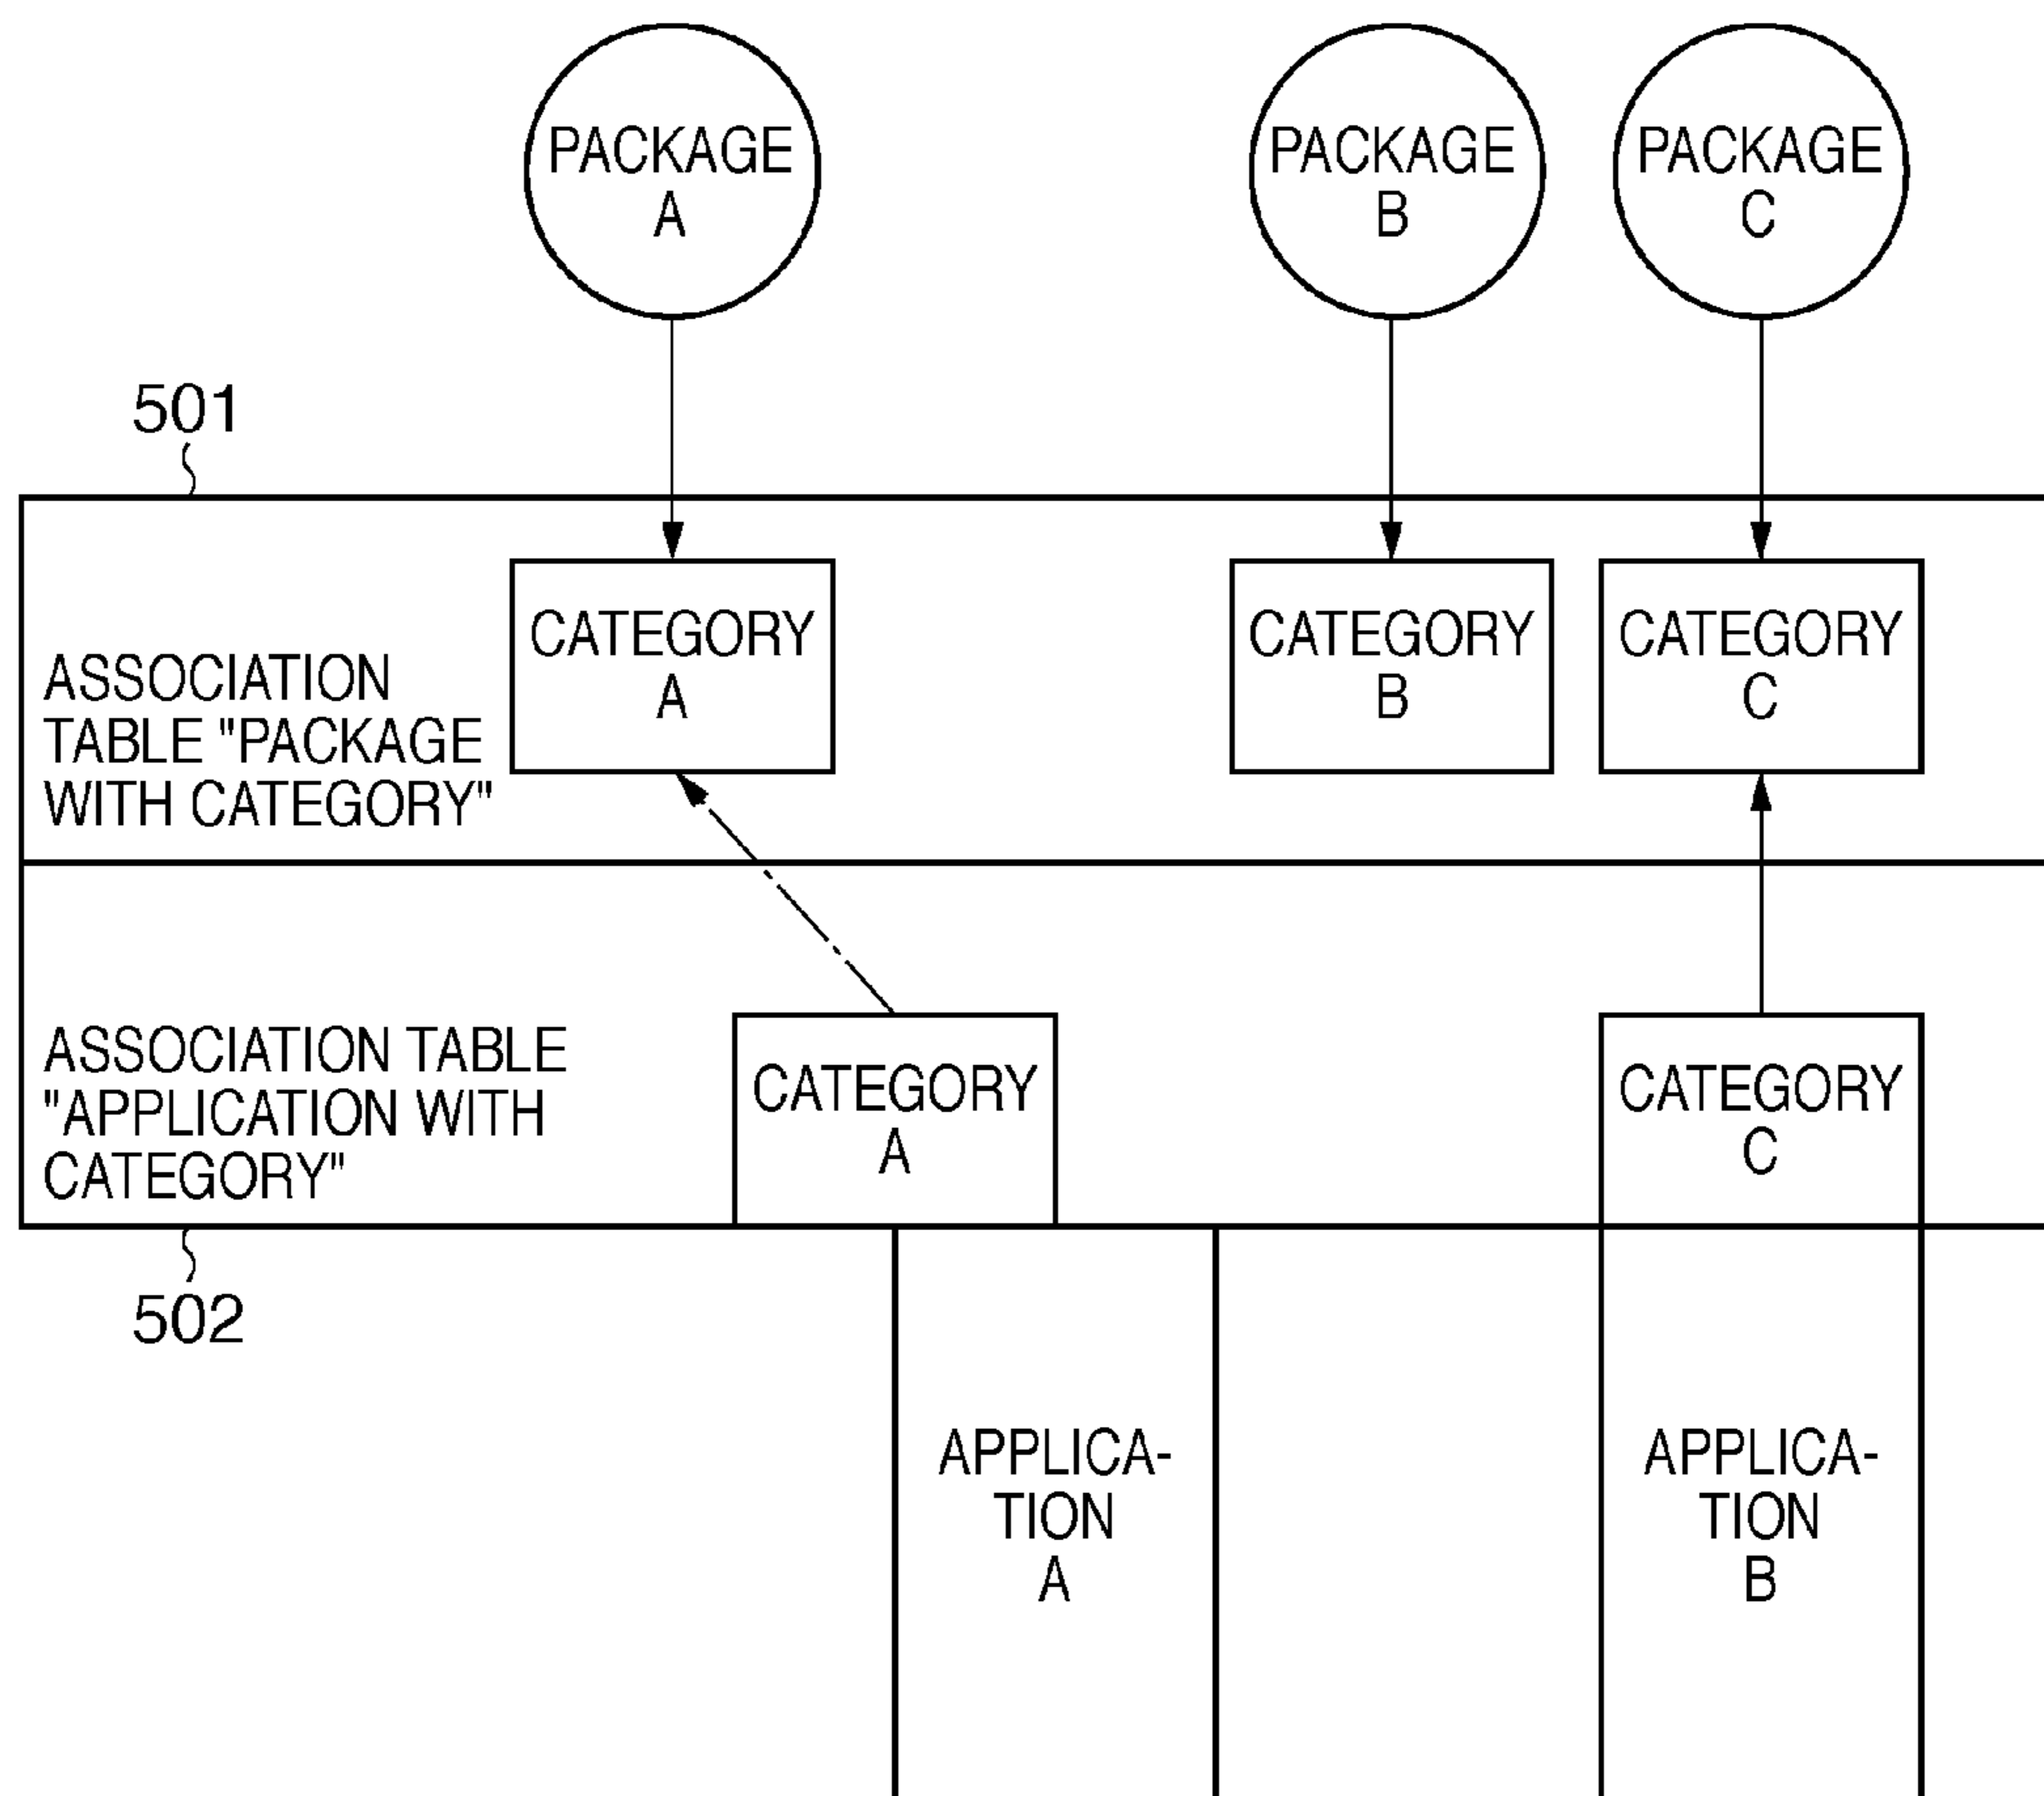 PACKAGE
A
PACKAGE
B
PACKAGE
C
501
CATEGORY
A
CATEGORY
B
CATEGORY
C
ASSOCIATION
TABLE "PACKAGE
WITH CATEGORY"
ASSOCIATION TABLE
"APPLICATION WITH
CATEGORY"
CATEGORY
A
CATEGORY
C
502
APPLICA-
TION
A
APPLICA-
TION
B